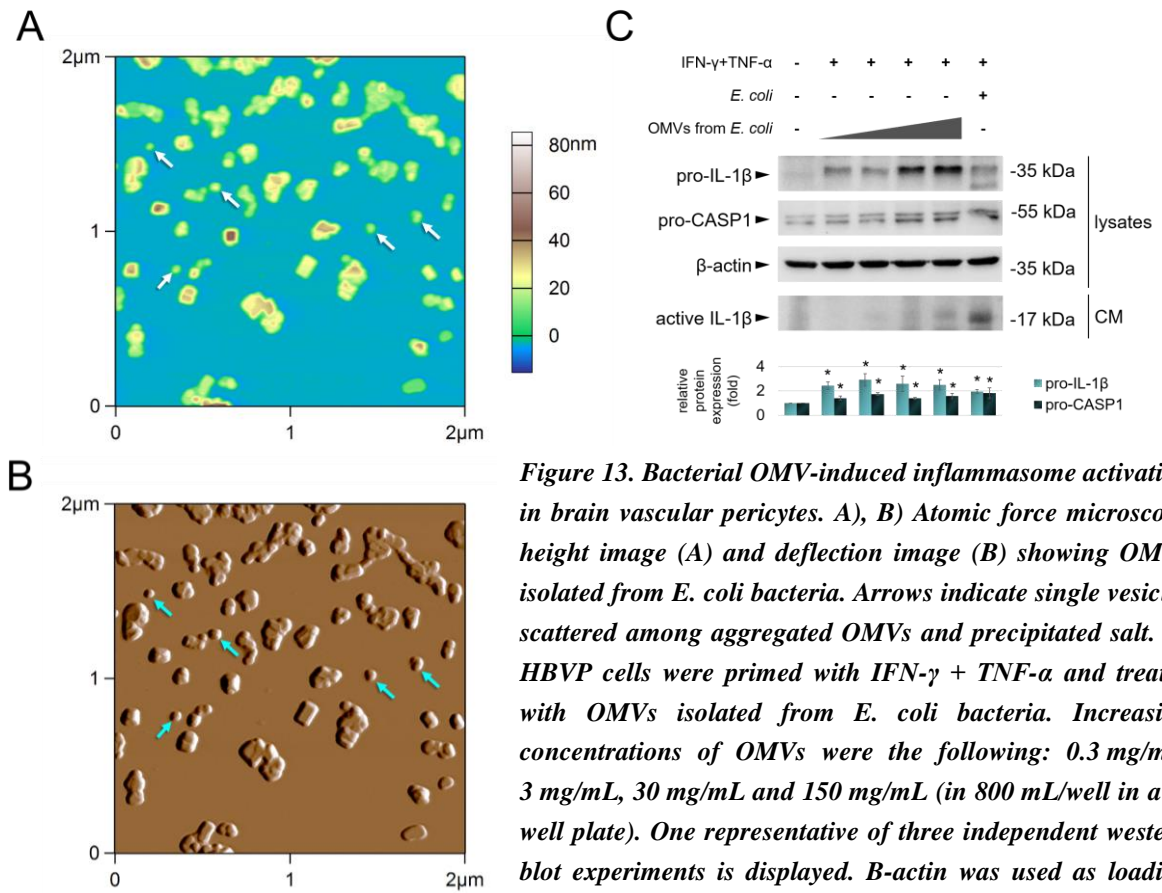 A
2µm
1
0
0
1
2µm
80nm
60
40
20
0
B
2µm
1
0
0
1
2µm
C
IFN-γ+TNF-α - + + + + +
E. coli - - - - - +
OMVs from E. coli - -
pro-IL-1β -35 kDa
pro-CASP1 -55 kDa
lysates
β-actin -35 kDa
active IL-1β -17 kDa CM
relative protein expression (fold)
4
2
0
* * * * * * * * * *
pro-IL-1β
pro-CASP1
Figure 13. Bacterial OMV-induced inflammasome activati
in brain vascular pericytes. A), B) Atomic force microsco
height image (A) and deflection image (B) showing OM
isolated from E. coli bacteria. Arrows indicate single vesic
scattered among aggregated OMVs and precipitated salt.
HBVP cells were primed with IFN-γ + TNF-α and treat
with OMVs isolated from E. coli bacteria. Increasi
concentrations of OMVs were the following: 0.3 mg/m
3 mg/mL, 30 mg/mL and 150 mg/mL (in 800 mL/well in a
well plate). One representative of three independent weste
blot experiments is displayed. B-actin was used as loadi